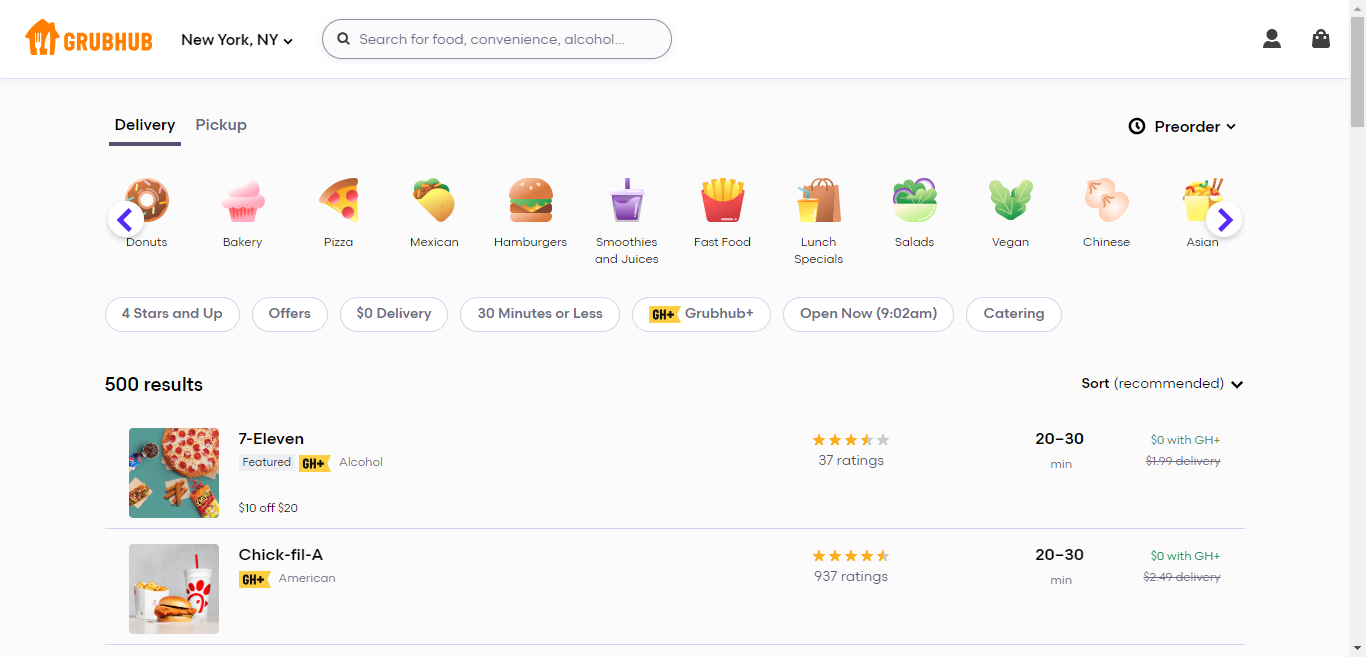 GRUBHUB
New York, NY
Search for food, convenience, alcohol...
Delivery
Pickup
Preorder
Donuts
Bakery
Pizza
Mexican
Hamburgers
Smoothies
and Juices
Fast Food
Lunch
Specials
Salads
Vegan
Chinese
Asian
4 Stars and Up
Offers
$0 Delivery
30 Minutes or Less
GH+ Grubhub+
Open Now (9:02am)
Catering
500 results
Sort (recommended)
7-Eleven
Featured GH+ Alcohol
$10 off $20
37 ratings
20–30
min
$0 with GH+
$1.99 delivery
Chick-fil-A
GH+ American
937 ratings
20–30
min
$0 with GH+
$2.49 delivery